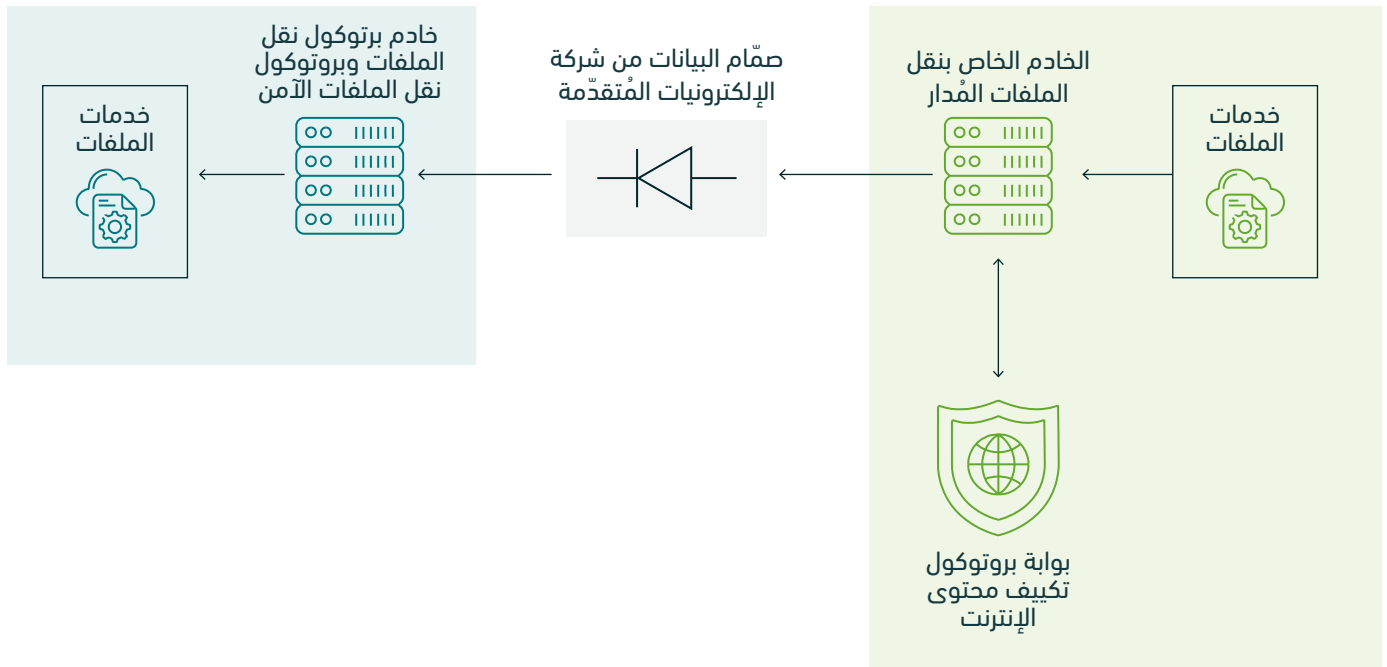 خدمات
الملفات
الخادم الخاص بنقل
الملفات المُدار
صمّام البيانات من شركة
الإلكترونيات المُتقدّمة
خادم برتوكول نقل
الملفات وبروتوكول
نقل الملفات الآمن
خدمات
الملفات
بوابة بروتوكول
تكييف محتوى
الإنترنت